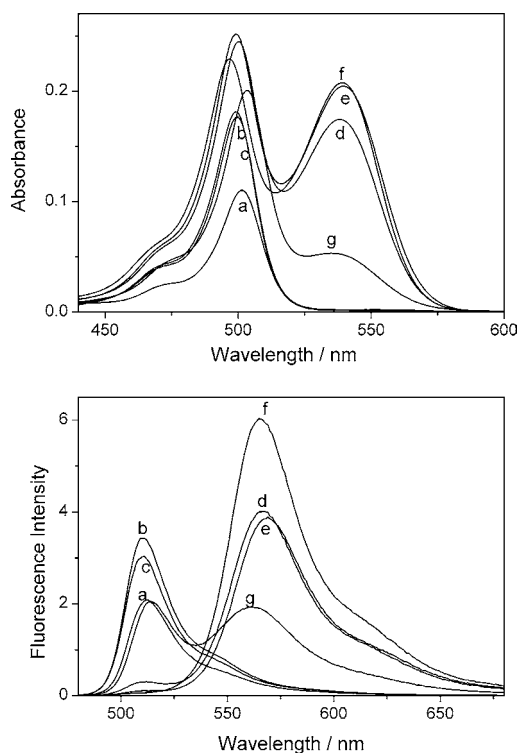 0.2
0.1
0.0
Absorbance
f
e
d
b
c
a
g
450 500 550 600
Wavelength / nm
6
4
2
0
Fluorescence Intensity
f
d
e
b
c
a
g
500 550 600 650
Wavelength / nm